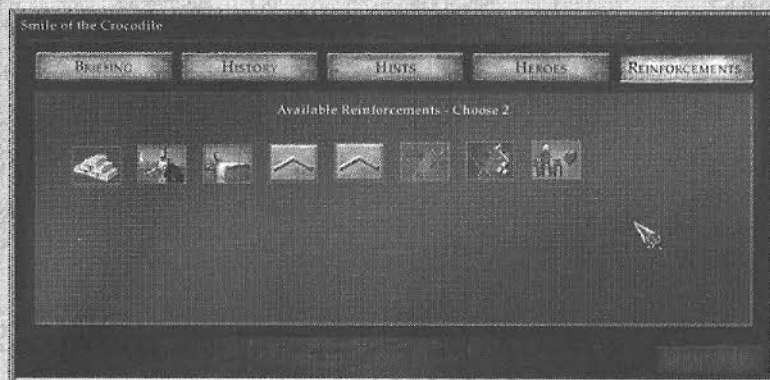 Smile of the Crocodile
BRIEFING HISTORY HINTS HEROES REINFORCEMENTS
Available Reinforcements - Choose 2